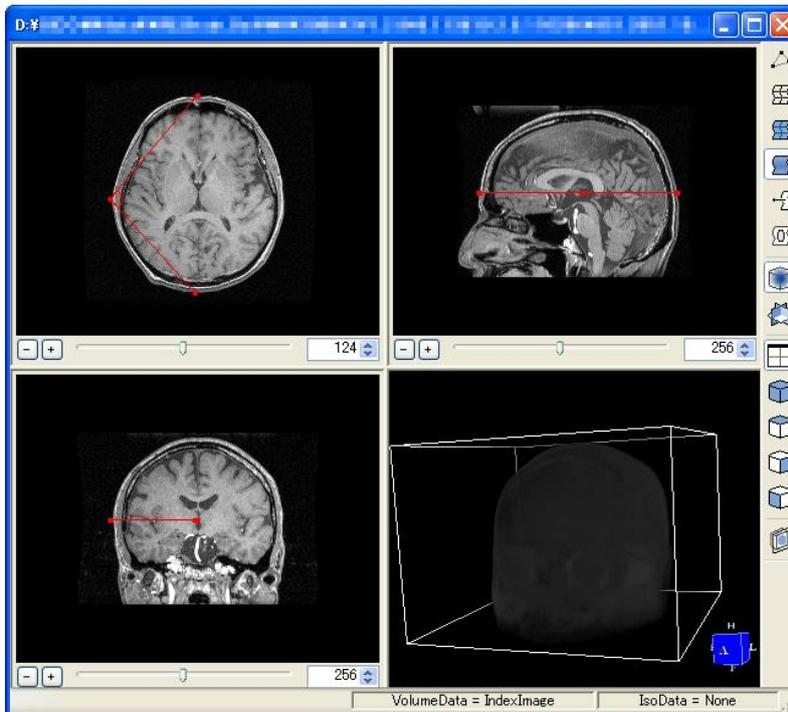 D:¥
124
256
256
H
A
L
F
VolumeData = IndexImage
IsoData = None